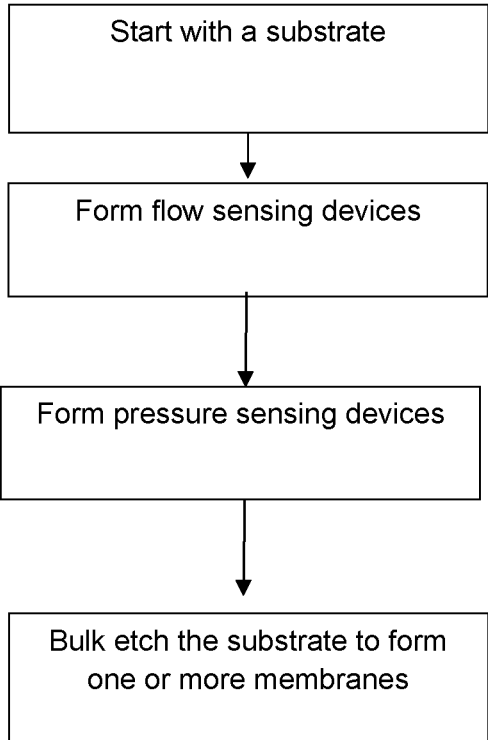 Start with a substrate
Form flow sensing devices
Form pressure sensing devices
Bulk etch the substrate to form
one or more membranes